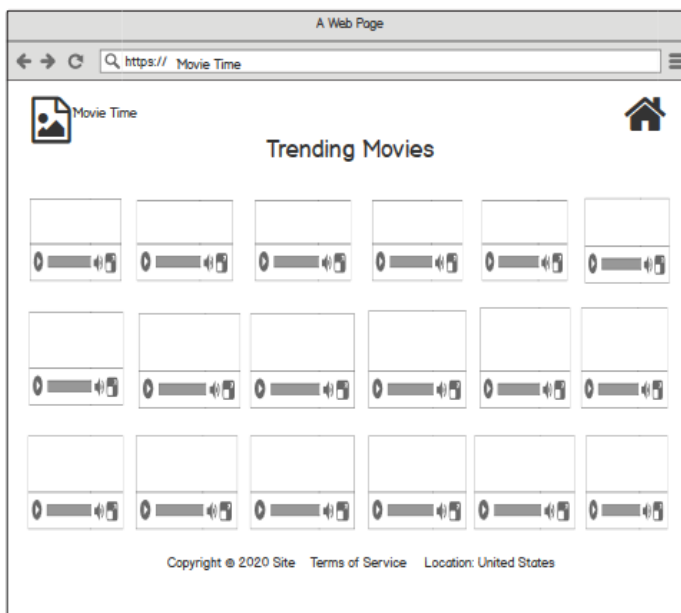 A Web Page
https:// Movie Time
Movie Time
Trending Movies
Copyright © 2020 Site Terms of Service Location: United States